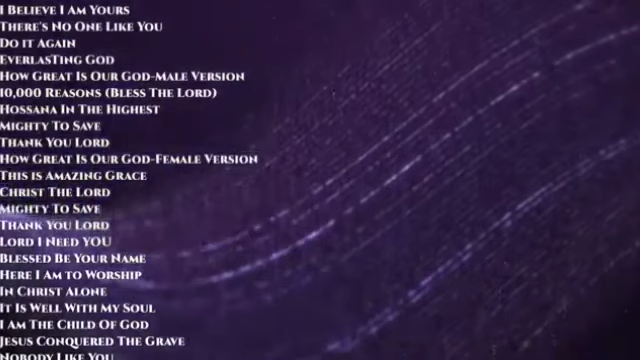 I Believe I Am Yours
There's No One Like You
Do it Again
Everlasting God
How Great Is Our God-Male Version
10,000 Reasons (Bless The Lord)
Hossana In The Highest
Mighty To Save
Thank You Lord
How Great Is Our God-Female Version
This is Amazing Grace
Christ The Lord
Mighty To Save
Thank You Lord
Lord I Need YOU
Blessed Be Your Name
Here I Am to Worship
In Christ Alone
It Is Well With My Soul
I Am The Child Of God
Jesus Conquered The Grave
Nobody Like You